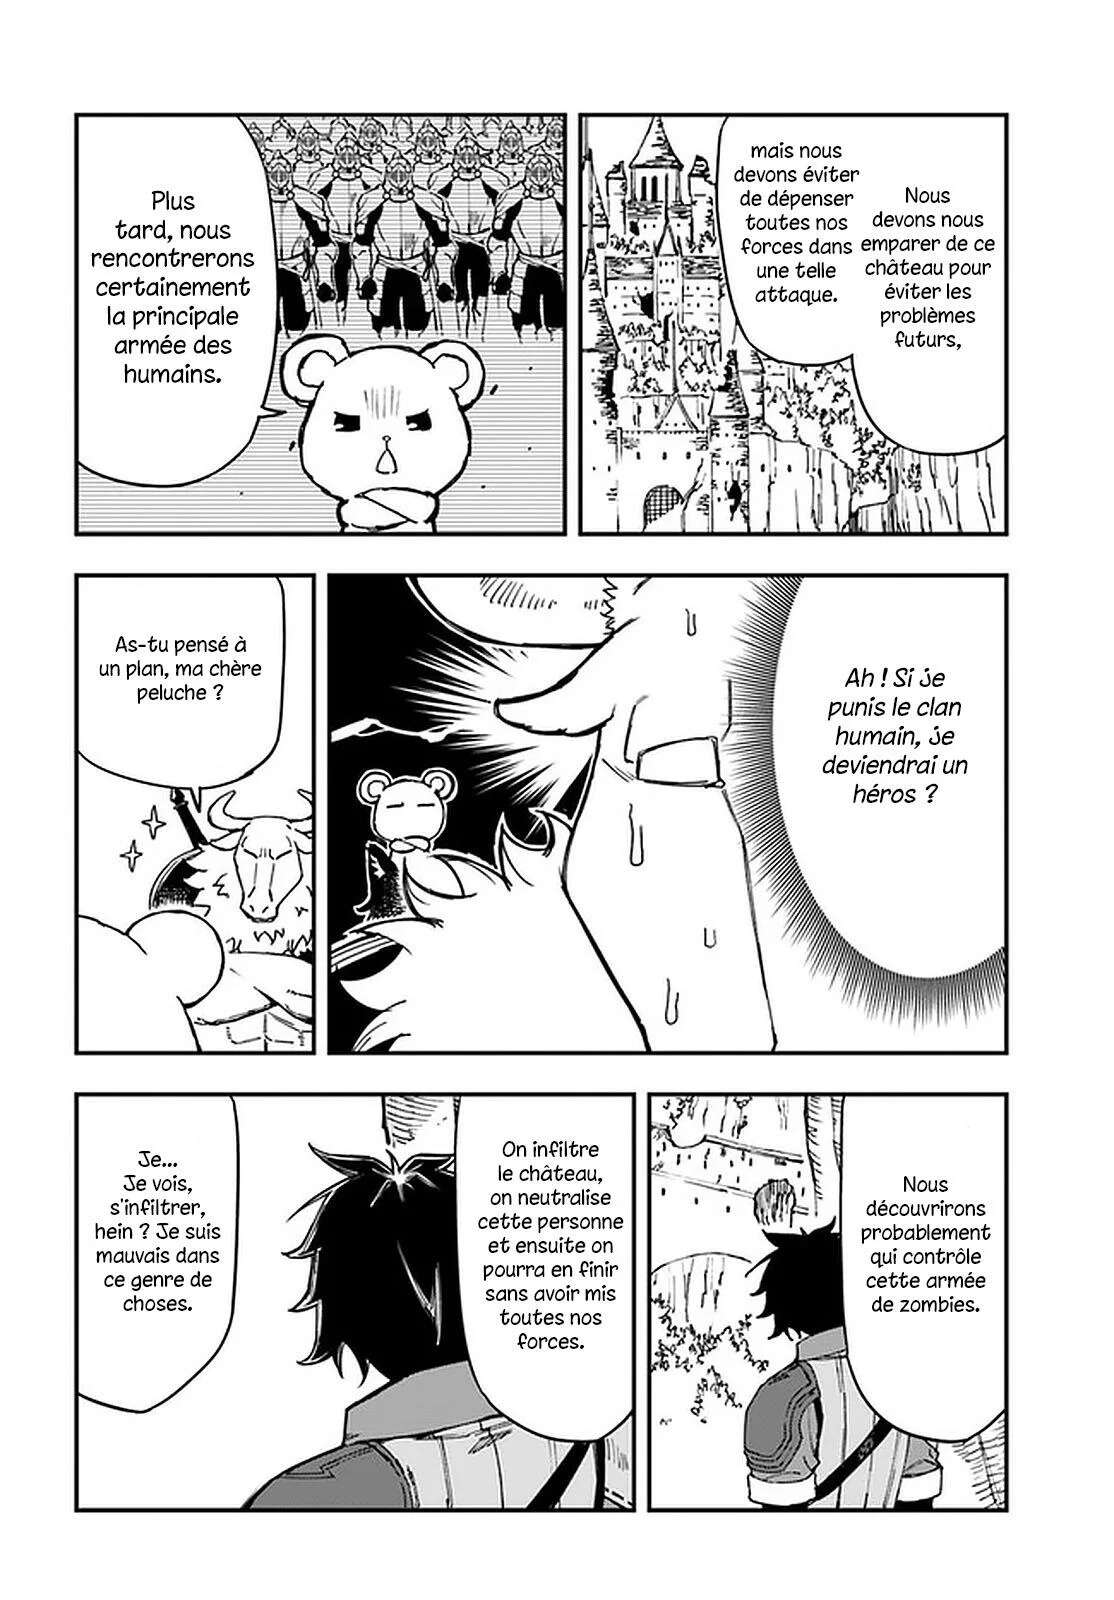 Nous
devons nous
emparer de ce
château pour
éviter les
problèmes
futurs,
mais nous
devons éviter
de dépenser
toutes nos
forces dans
une telle
attaque.
Plus
tard, nous
rencontrerons
certainement
la principale
armée des
humains.
Ah ! Si je
punis le clan
humain, je
deviendrai un
héros ?
As-tu pensé à
un plan, ma chère
peluche ?
Nous
découvrirons
probablement
qui contrôle
cette armée
de zombies.
On infiltre
le château,
on neutralise
cette personne
et ensuite on
pourra en finir
sans avoir mis
toutes nos
forces.
Je...
Je vois,
s'infiltrer,
hein ? Je suis
mauvais dans
ce genre de
choses.